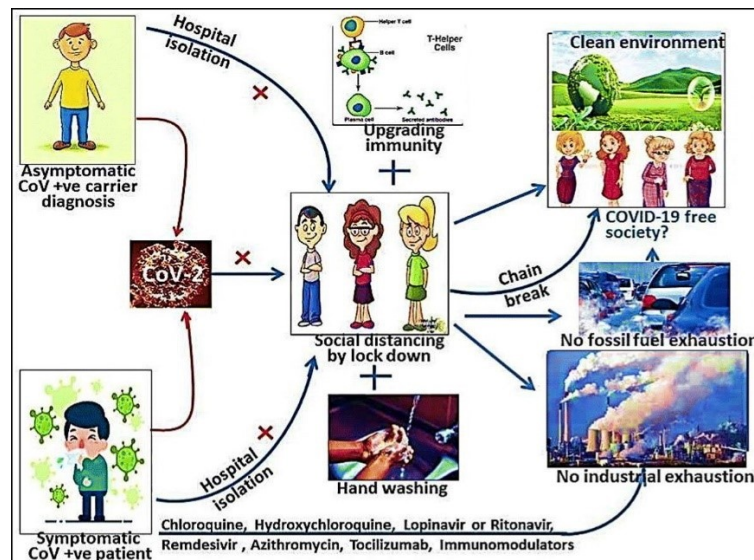 Hospital
isolation
Helper T cell
B cell
T-Helper
Cells
Plasma cell
Secreted antibodies
Upgrading
immunity
+
Clean environment
Asymptomatic
CoV +ve carrier
diagnosis
CoV-2
COVID-19 free
society?
Chain
break
Social distancing
by lock down
+
No fossil fuel exhaustion
Hospital
isolation
Hand washing
No industrial exhaustion
Symptomatic
CoV +ve patient
Chloroquine, Hydroxychloroquine, Lopinavir or Ritonavir,
Remdesivir , Azithromycin, Tocilizumab, Immunomodulators